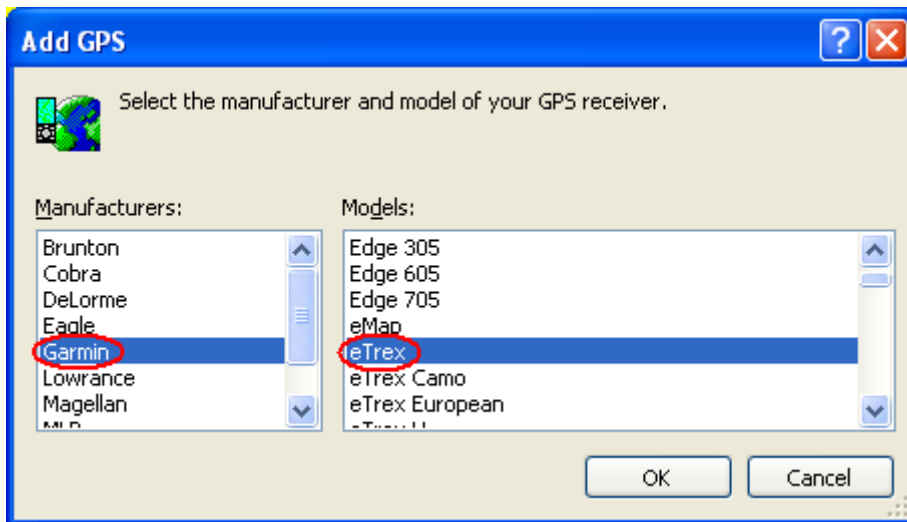 Add GPS
Select the manufacturer and model of your GPS receiver.
Manufacturers:
Brunton
Cobra
DeLorme
Eagle
Garmin
Lowrance
Magellan
Models:
Edge 305
Edge 605
Edge 705
eMap
eTrex
eTrex Camo
eTrex European
OK
Cancel